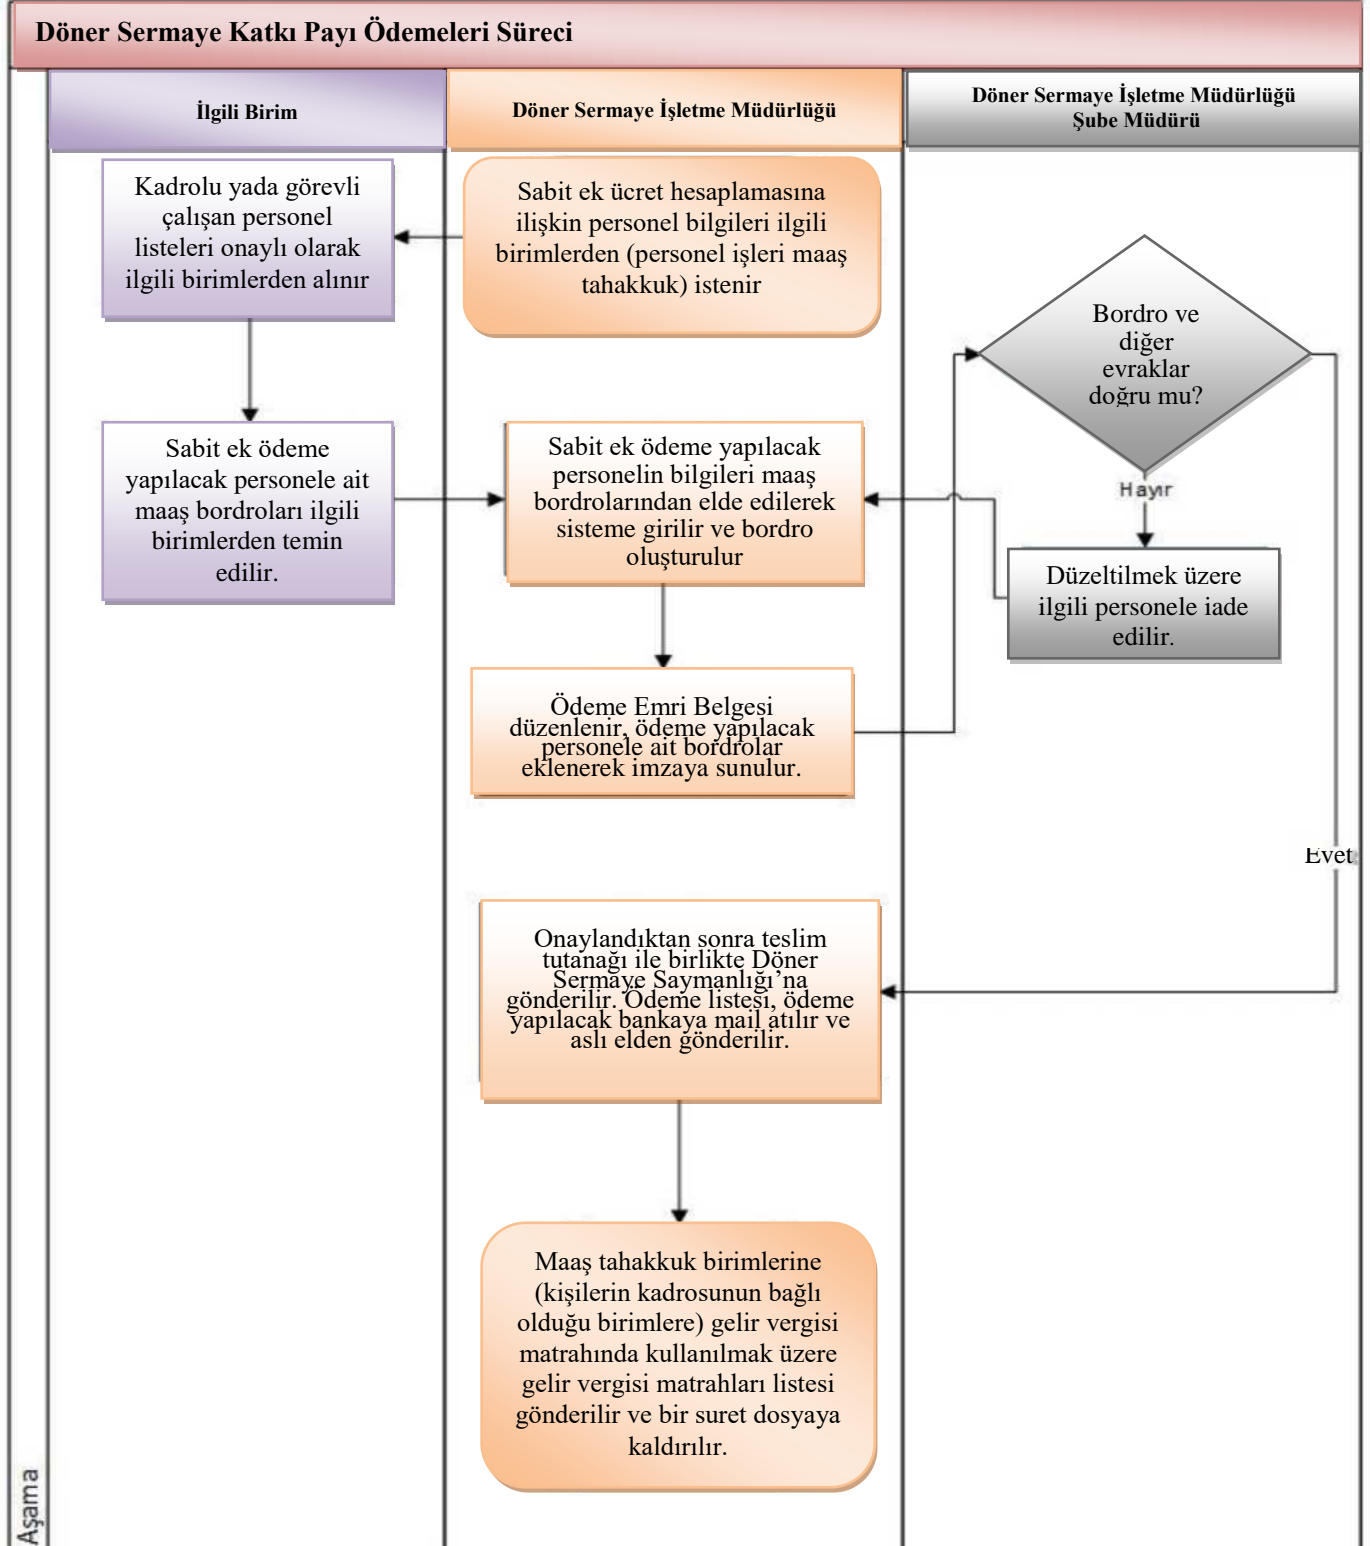 Döner Sermaye Katkı Payı Ödemeleri Süreci
İlgili Birim
Döner Sermaye İşletme Müdürlüğü
Döner Sermaye İşletme Müdürlüğü
Şube Müdürü
Sabit ek ücret hesaplamasına
ilişkin personel bilgileri ilgili
birimlerden (personel işleri maaş
tahakkuk) istenir
Kadrolu yada görevli
çalışan personel
listeleri onaylı olarak
ilgili birimlerden alınır
Sabit ek ödeme
yapılacak personele ait
maaş bordroları ilgili
birimlerden temin
edilir.
Sabit ek ödeme yapılacak
personelin bilgileri maaş
bordrolarından elde edilerek
sisteme girilir ve bordro
oluşturulur
Ödeme Emri Belgesi
düzenlenir, ödeme yapılacak
personele ait bordrolar
eklenerek imzaya sunulur.
Bordro ve
diğer
evraklar
doğru mu?
Hayır
Düzeltilmek üzere
ilgili personele iade
edilir.
Evet
Onaylandıktan sonra teslim
tutanağı ile birlikte Döner
Sermaye Saymanlığı’na
gönderilir. Ödeme listesi, ödeme
yapılacak bankaya mail atılır ve
aslı elden gönderilir.
Maaş tahakkuk birimlerine
(kişilerin kadrosunun bağlı
olduğu birimlere) gelir vergisi
matrahında kullanılmak üzere
gelir vergisi matrahları listesi
gönderilir ve bir suret dosyaya
kaldırılır.
Aşama